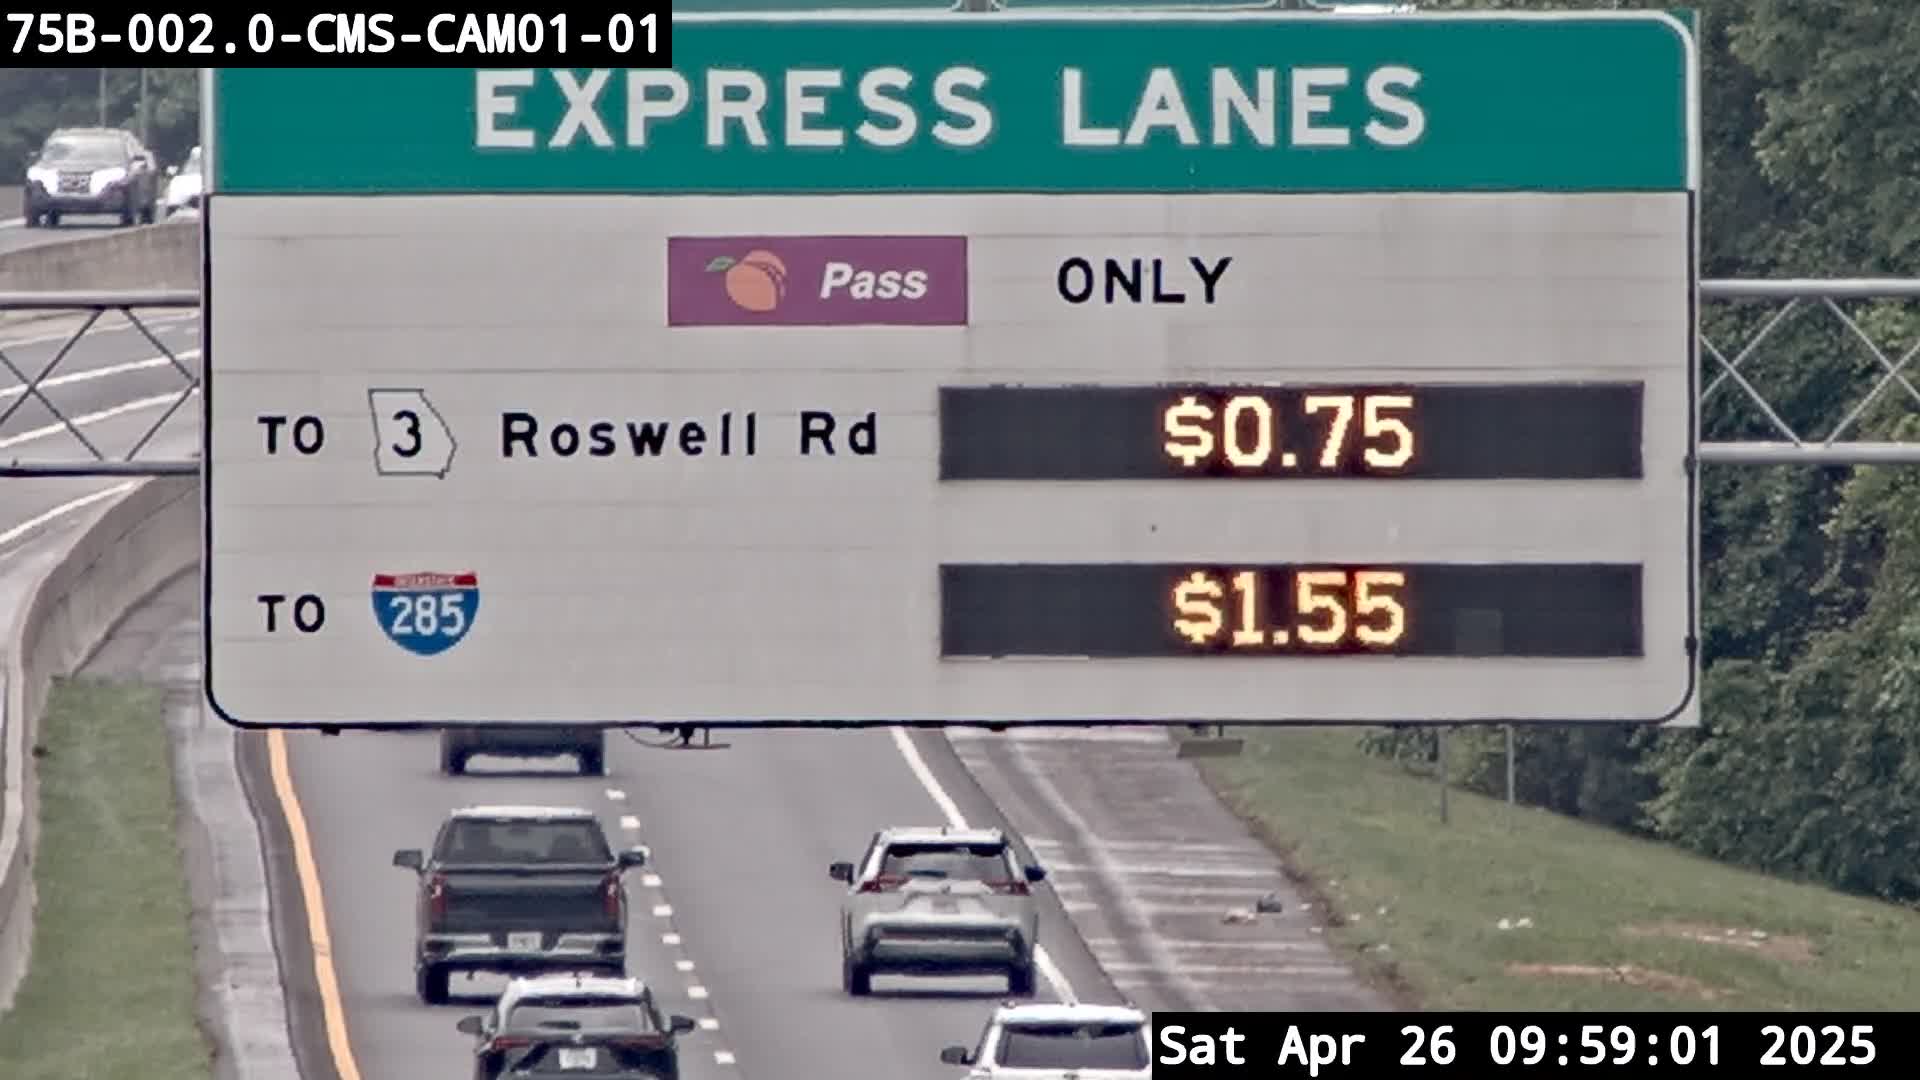 75B-002.0-CMS-CAM01-01
EXPRESS LANES
Pass ONLY
TO 3 Roswell Rd $0.75
TO INTERSTATE 285 $1.55
Sat Apr 26 09:59:01 2025